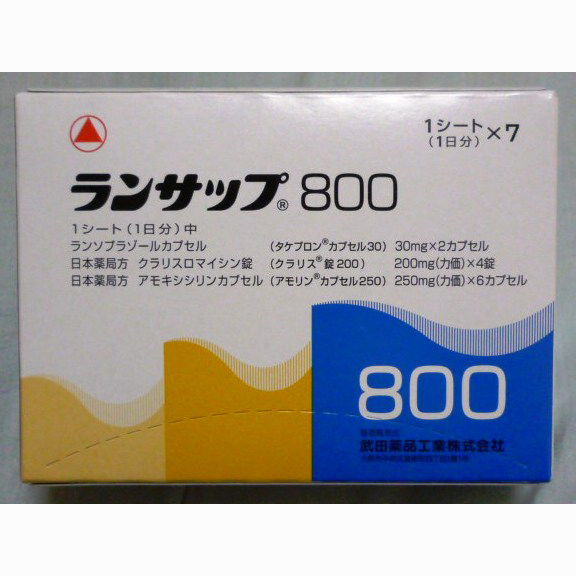 1シート
(1日分) ×7
ランサップ® 800
1シート(1日分)中
ランソプラゾールカプセル (タケプロン®カプセル30) 30mg×2カプセル
日本薬局方 クラリスロマイシン錠 (クラリス®錠200) 200mg(力価)×4錠
日本薬局方 アモキシシリンカプセル (アモリン®カプセル250) 250mg(力価)×6カプセル
800
武田薬品工業株式会社